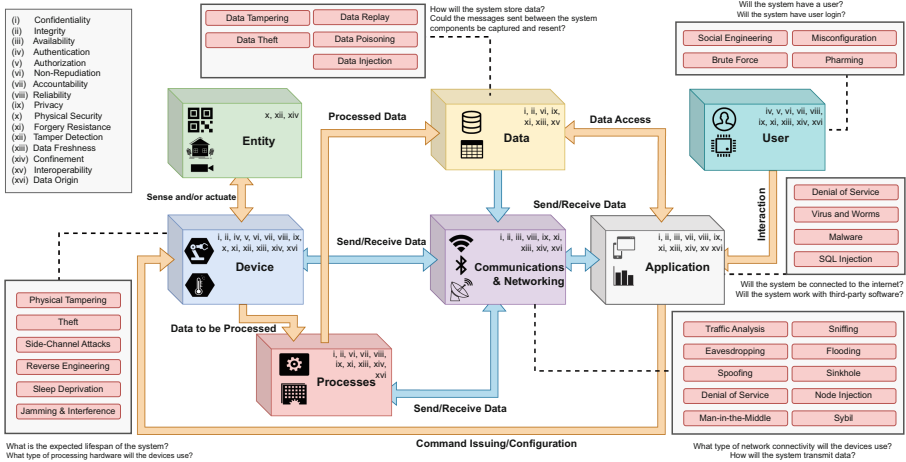 (i) Confidentiality
(ii) Integrity
(iii) Availability
(iv) Authentication
(v) Authorization
(vi) Non-Repudiation
(vii) Accountability
(viii) Reliability
(ix) Privacy
(x) Physical Security
(xi) Forgery Resistance
(xii) Tamper Detection
(xiii) Data Freshness
(xiv) Confinement
(xv) Interoperability
(xvi) Data Origin
Data Tampering
Data Replay
Data Theft
Data Poisoning
Data Injection
How will the system store data?
Could the messages sent between the system
components be captured and resent?
Will the system have a user?
Will the system have user login?
Social Engineering
Misconfiguration
Brute Force
Pharming
x, xii, xiv
Entity
Processed Data
i, ii, vi, ix,
xi, xiii, xv
Data
Data Access
iv, v, vi, vii, viii,
ix, xi, xiii, xiv, xvi
User
Sense and/or actuate
Interaction
Denial of Service
Virus and Worms
Malware
SQL Injection
Will the system be connected to the internet?
Will the system work with third-party software?
i, ii, iv, v, vi, vii, viii, ix,
x, xi, xii, xiii, xiv, xv, xvi
Device
Send/Receive Data
i, ii, iii, viii, ix, xi,
xiii, xiv, xvi
Communications
& Networking
Send/Receive Data
i, ii, iii, vii, viii, ix,
xi, xiii, xiv, xv xvi
Application
Data to be Processed
i, ii, vi, vii, viii,
ix, xi, xiii, xiv,
xvi
Processes
Send/Receive Data
Command Issuing/Configuration
Physical Tampering
Theft
Side-Channel Attacks
Reverse Engineering
Sleep Deprivation
Jamming & Interference
What is the expected lifespan of the system?
What type of processing hardware will the devices use?
Traffic Analysis
Sniffing
Eavesdropping
Flooding
Spoofing
Sinkhole
Denial of Service
Node Injection
Man-in-the-Middle
Sybil
What type of network connectivity will the devices use?
How will the system transmit data?